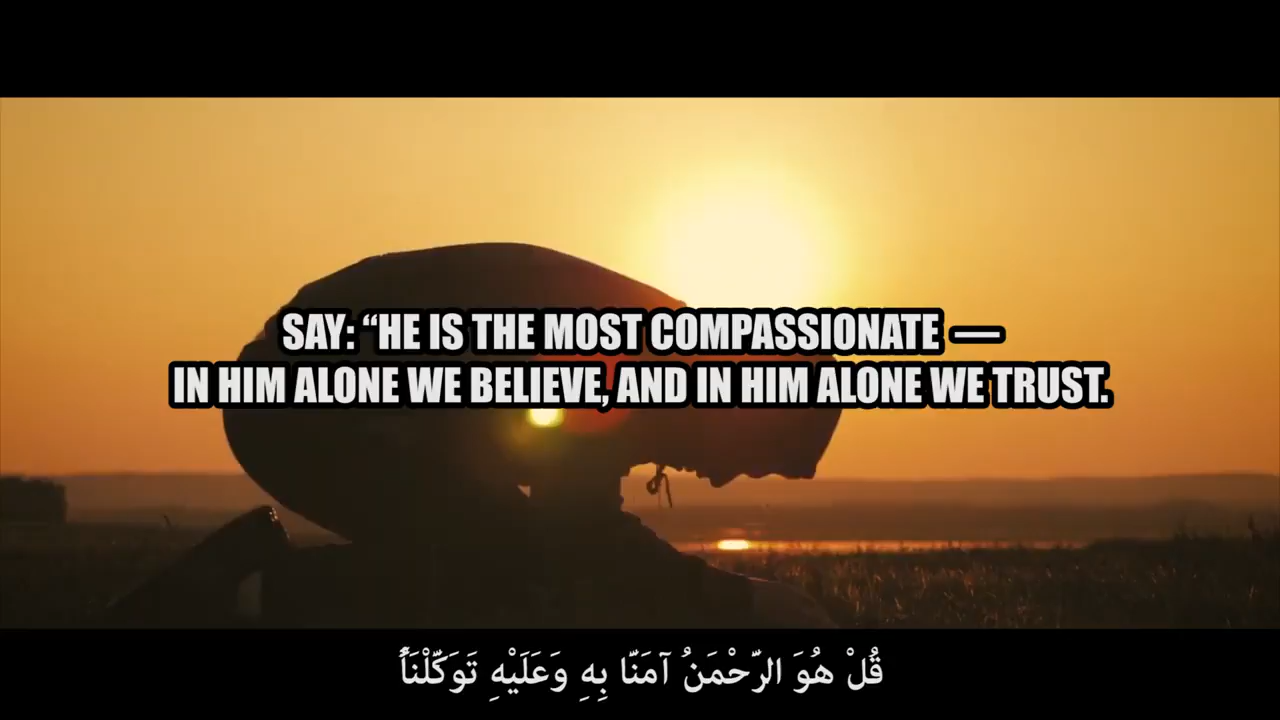 SAY: “HE IS THE MOST COMPASSIONATE —
IN HIM ALONE WE BELIEVE, AND IN HIM ALONE WE TRUST.
قُلْ هُوَ الرَّحْمَنُ آمَنَّا بِهِ وَعَلَيْهِ تَوَكَّلْنَاۖ